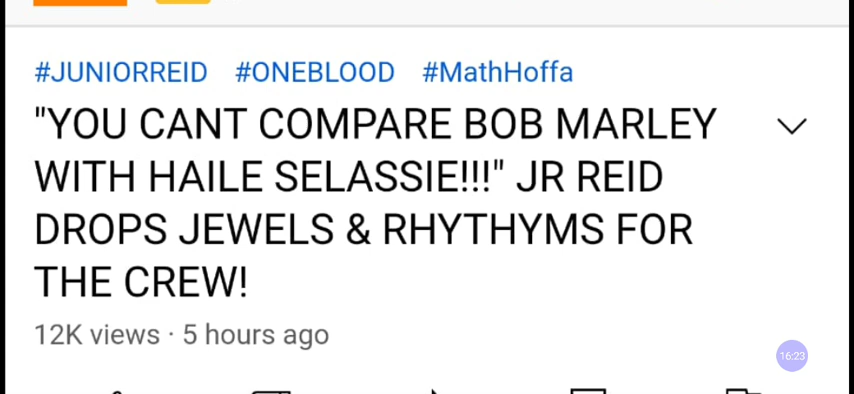 #JUNIORREID #ONEBLOOD #MathHoffa
"YOU CANT COMPARE BOB MARLEY
WITH HAILE SELASSIE!!!" JR REID
DROPS JEWELS & RHYTHYMS FOR
THE CREW!
12K views · 5 hours ago
16:23